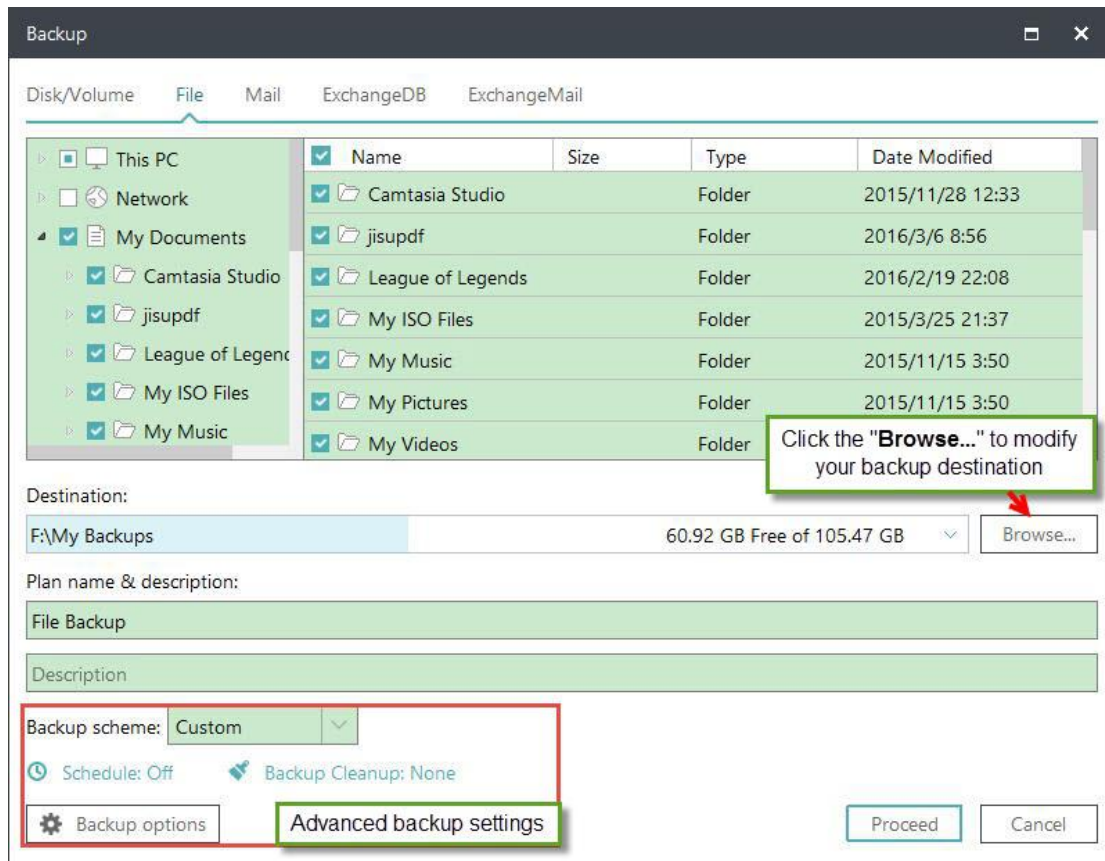 Backup
Disk/Volume File Mail ExchangeDB ExchangeMail
This PC
Network
My Documents
Camtasia Studio
jisupdf
League of Legend
My ISO Files
My Music
Name Size Type Date Modified
Camtasia Studio Folder 2015/11/28 12:33
jisupdf Folder 2016/3/6 8:56
League of Legends Folder 2016/2/19 22:08
My ISO Files Folder 2015/3/25 21:37
My Music Folder 2015/11/15 3:50
My Pictures Folder 2015/11/15 3:50
My Videos Folder
Click the "Browse..." to modify
your backup destination
Destination:
F:\My Backups 60.92 GB Free of 105.47 GB Browse...
Plan name & description:
File Backup
Description
Backup scheme: Custom
Schedule: Off Backup Cleanup: None
Backup options Advanced backup settings Proceed Cancel